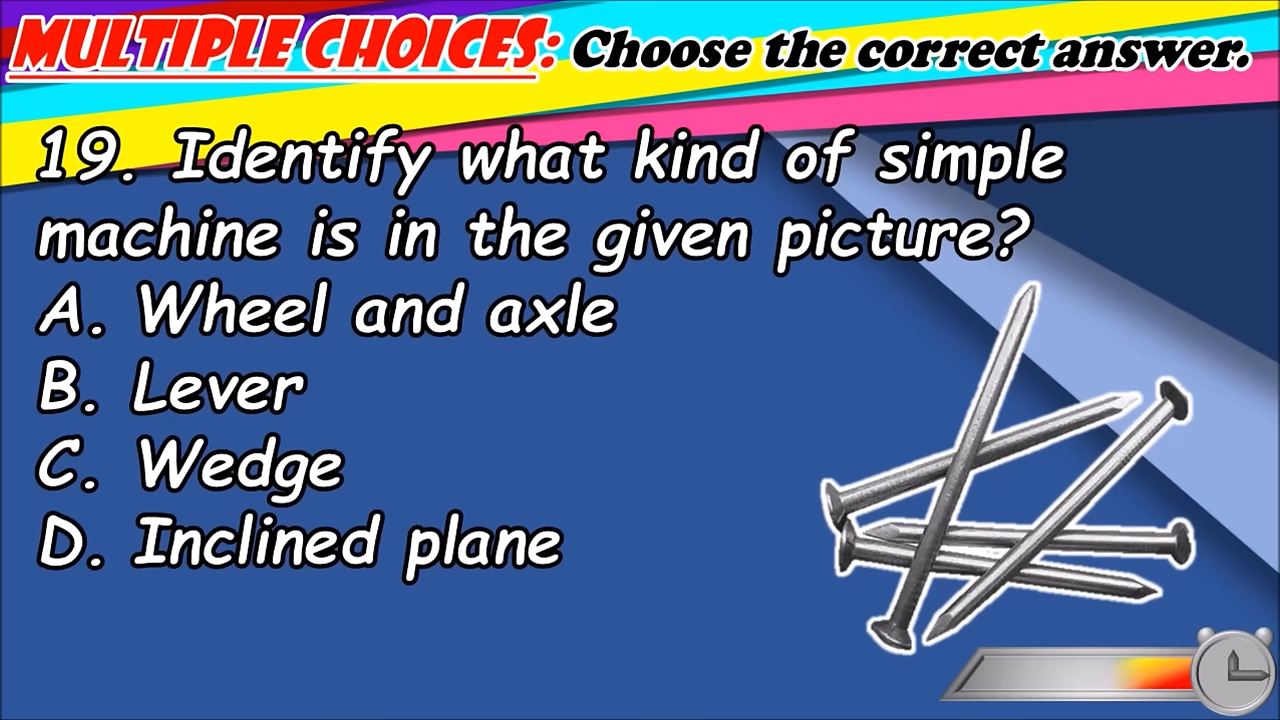 MULTIPLE CHOICES: Choose the correct answer.
19. Identify what kind of simple
machine is in the given picture?
A. Wheel and axle
B. Lever
C. Wedge
D. Inclined plane